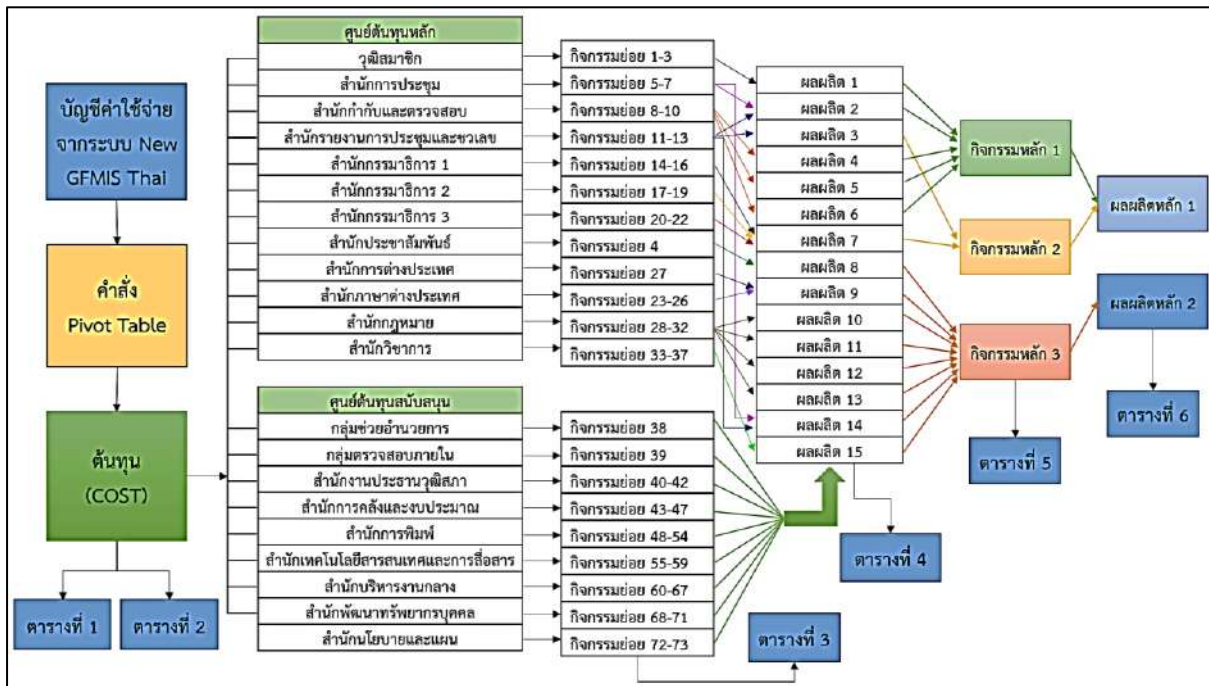 บัญชีค่าใช้จ่าย
จากระบบ New
GFMIS Thai
คำสั่ง
Pivot Table
ต้นทุน
(COST)
ตารางที่ 1
ตารางที่ 2
ศูนย์ต้นทุนหลัก
วุฒิสมาชิก
สำนักการประชุม
สำนักกำกับและตรวจสอบ
สำนักรายงานการประชุมและชวเลข
สำนักกรรมาธิการ 1
สำนักกรรมาธิการ 2
สำนักกรรมาธิการ 3
สำนักประชาสัมพันธ์
สำนักการต่างประเทศ
สำนักภาษาต่างประเทศ
สำนักกฎหมาย
สำนักวิชาการ
ศูนย์ต้นทุนสนับสนุน
กลุ่มช่วยอำนวยการ
กลุ่มตรวจสอบภายใน
สำนักงานประธานวุฒิสภา
สำนักการคลังและงบประมาณ
สำนักการพิมพ์
สำนักเทคโนโลยีสารสนเทศและการสื่อสาร
สำนักบริหารงานกลาง
สำนักพัฒนาทรัพยากรบุคคล
สำนักนโยบายและแผน
กิจกรรมย่อย 1-3
กิจกรรมย่อย 5-7
กิจกรรมย่อย 8-10
กิจกรรมย่อย 11-13
กิจกรรมย่อย 14-16
กิจกรรมย่อย 17-19
กิจกรรมย่อย 20-22
กิจกรรมย่อย 4
กิจกรรมย่อย 27
กิจกรรมย่อย 23-26
กิจกรรมย่อย 28-32
กิจกรรมย่อย 33-37
กิจกรรมย่อย 38
กิจกรรมย่อย 39
กิจกรรมย่อย 40-42
กิจกรรมย่อย 43-47
กิจกรรมย่อย 48-54
กิจกรรมย่อย 55-59
กิจกรรมย่อย 60-67
กิจกรรมย่อย 68-71
กิจกรรมย่อย 72-73
ผลผลิต 1
ผลผลิต 2
ผลผลิต 3
ผลผลิต 4
ผลผลิต 5
ผลผลิต 6
ผลผลิต 7
ผลผลิต 8
ผลผลิต 9
ผลผลิต 10
ผลผลิต 11
ผลผลิต 12
ผลผลิต 13
ผลผลิต 14
ผลผลิต 15
ตารางที่ 3
ตารางที่ 4
กิจกรรมหลัก 1
กิจกรรมหลัก 2
กิจกรรมหลัก 3
ตารางที่ 5
ผลผลิตหลัก 1
ผลผลิตหลัก 2
ตารางที่ 6